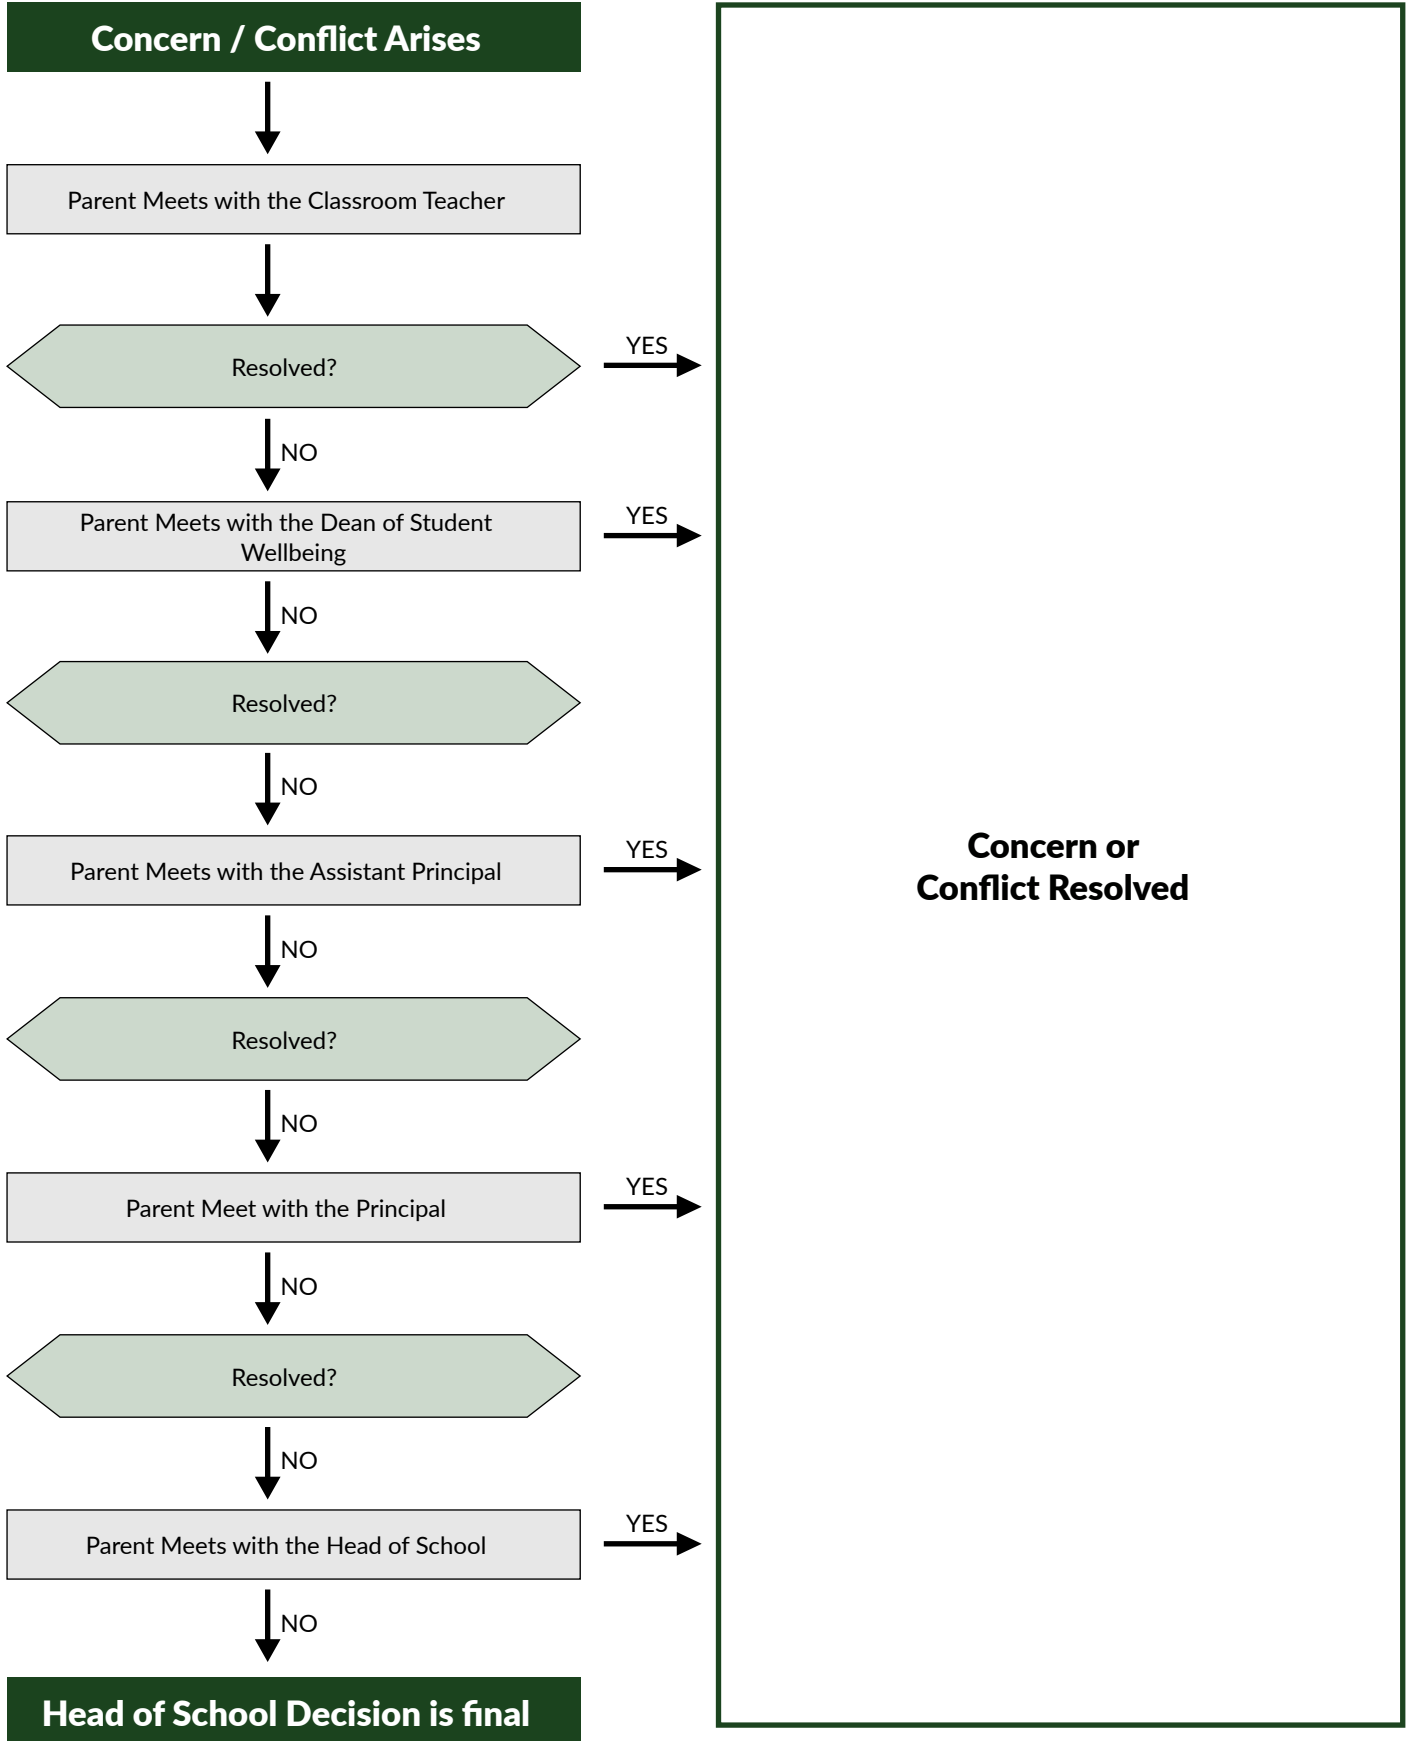 Concern / Conflict Arises
Parent Meets with the Classroom Teacher
Resolved?
YES
NO
Parent Meets with the Dean of Student
Wellbeing
YES
NO
Resolved?
NO
Parent Meets with the Assistant Principal
YES
NO
Resolved?
NO
Parent Meet with the Principal
YES
NO
Resolved?
NO
Parent Meets with the Head of School
YES
NO
Head of School Decision is final
Concern or
Conflict Resolved